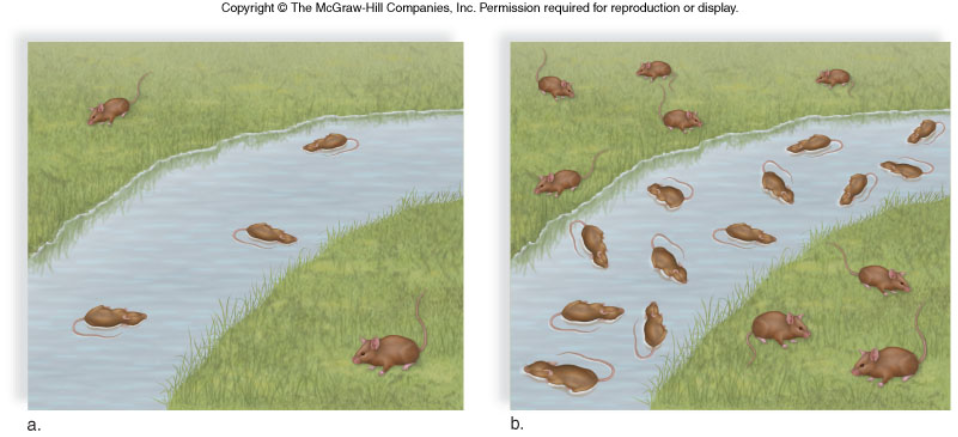 Copyright © The McGraw-Hill Companies, Inc. Permission required for reproduction or display.
a.
b.